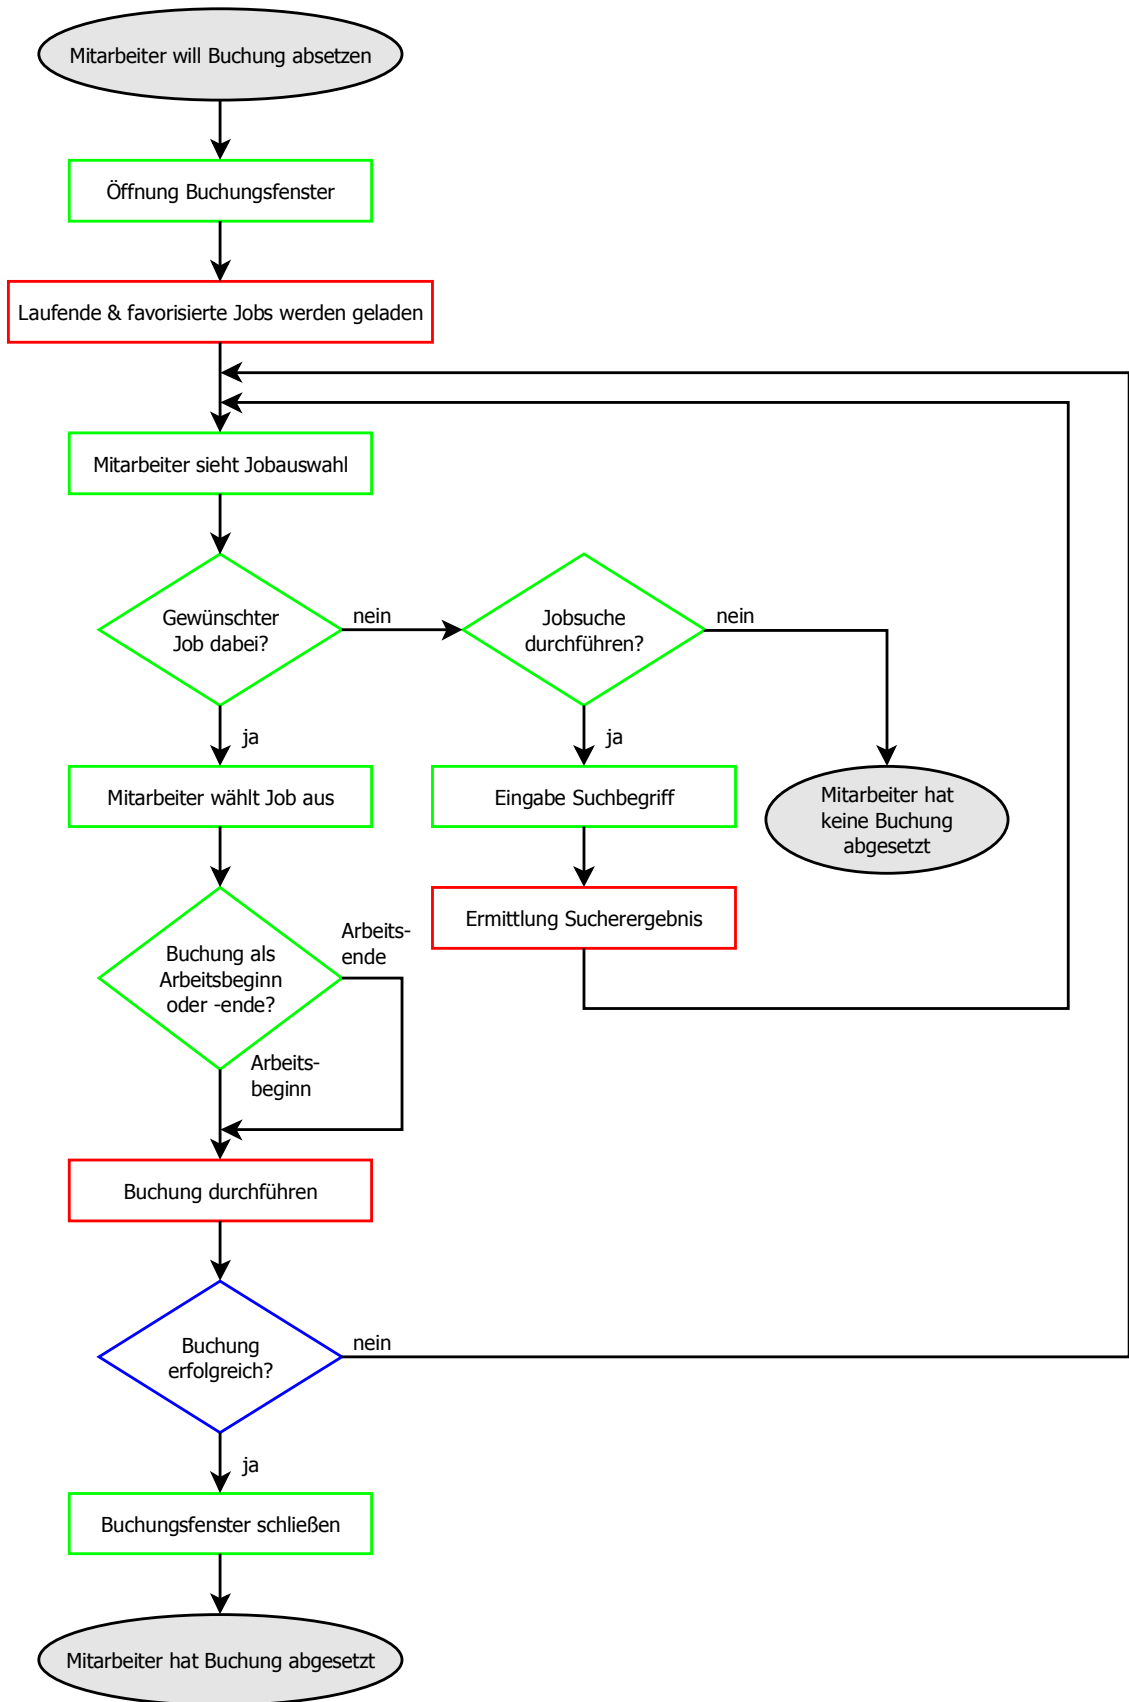 Mitarbeiter will Buchung absetzen
Öffnung Buchungsfenster
Laufende & favorisierte Jobs werden geladen
Mitarbeiter sieht Jobauswahl
Gewünschter
Job dabei?
nein
Jobsuche
durchführen?
nein
ja
ja
Mitarbeiter wählt Job aus
Eingabe Suchbegriff
Mitarbeiter hat
keine Buchung
abgesetzt
Ermittlung Sucherergebnis
Buchung als
Arbeitsbeginn
oder -ende?
Arbeits-
ende
Arbeits-
beginn
Buchung durchführen
Buchung
erfolgreich?
nein
ja
Buchungsfenster schließen
Mitarbeiter hat Buchung abgesetzt